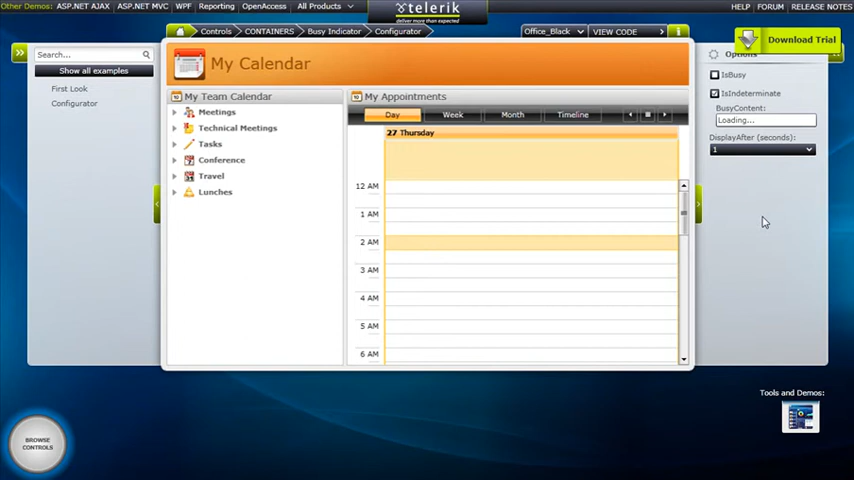 Other Demos: ASP.NET AJAX ASP.NET MVC WPF Reporting OpenAccess All Products
telerik
deliver more than expected
HELP FORUM RELEASE NOTES
Controls CONTAINERS Busy Indicator Configurator
Office_Black VIEW CODE i
Download Trial
Search...
Show all examples
First Look
Configurator
My Calendar
My Team Calendar
Meetings
Technical Meetings
Tasks
Conference
Travel
Lunches
My Appointments
Day Week Month Timeline
27 Thursday
12 AM
1 AM
2 AM
3 AM
4 AM
5 AM
6 AM
Options
IsBusy
IsIndeterminate
BusyContent:
Loading...
DisplayAfter (seconds):
1
Tools and Demos:
BROWSE
CONTROLS